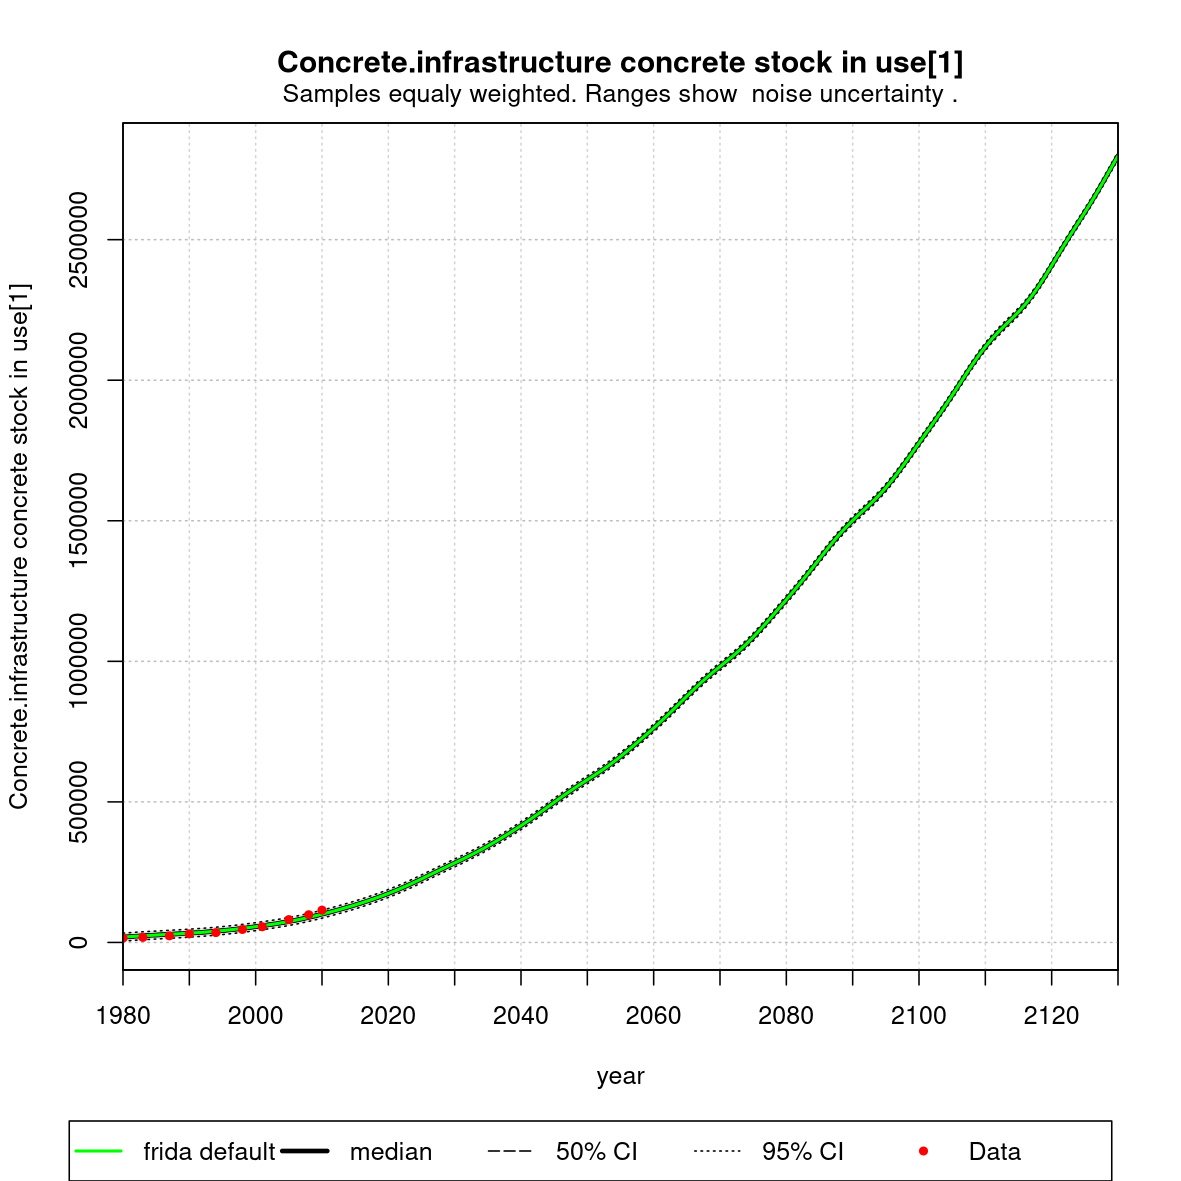 Concrete.infrastructure concrete stock in use[1]
Samples equaly weighted. Ranges show  noise uncertainty .
Concrete.infrastructure concrete stock in use[1]
2500000
2000000
1500000
1000000
500000
0
1980 2000 2020 2040 2060 2080 2100 2120
year
frida default median 50% CI 95% CI Data